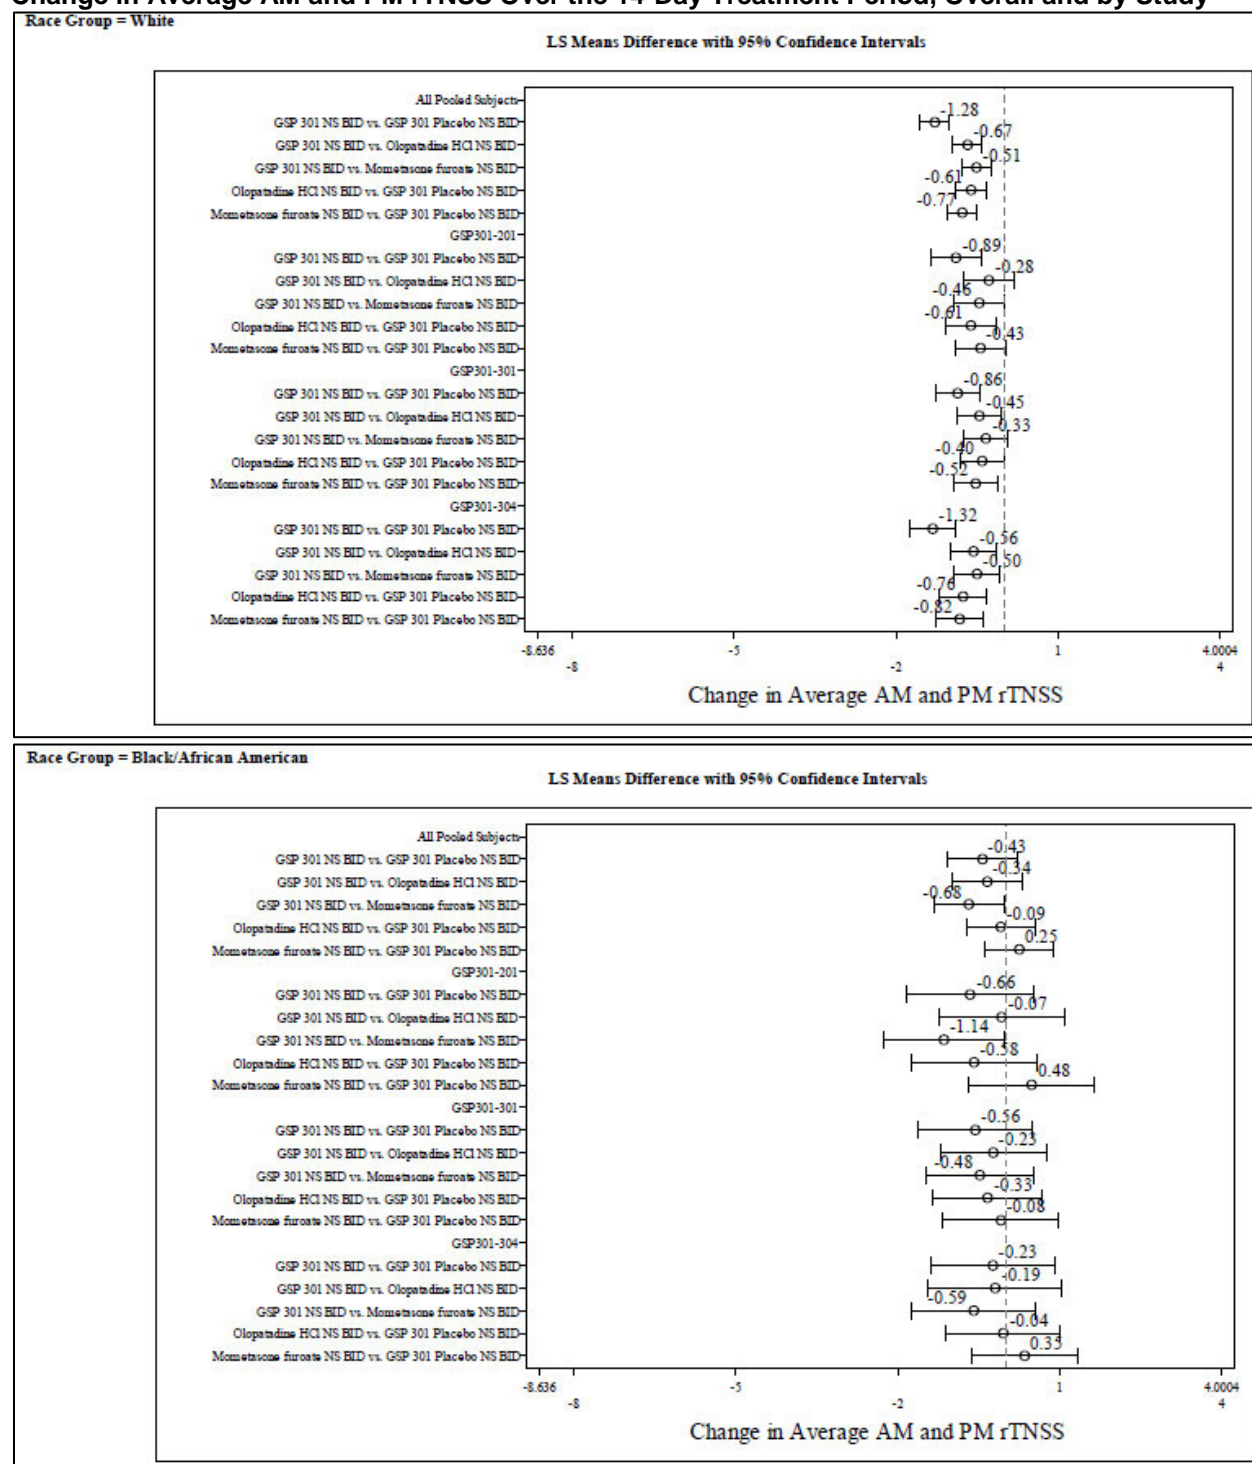 Change in Average AM and PM rTNSS Over the 14-Day Treatment Period, Overall and by Study
Race Group = White
LS Means Difference with 95% Confidence Intervals
All Pooled Subjects
GSP 301 NS BID vs. GSP 301 Placebo NS BID -1.28
GSP 301 NS BID vs. Olopatadine HCl NS BID -0.67
GSP 301 NS BID vs. Mometasone furoate NS BID -0.51
Olopatadine HCl NS BID vs. GSP 301 Placebo NS BID -0.61
Mometasone furoate NS BID vs. GSP 301 Placebo NS BID -0.77
GSP301-201
GSP 301 NS BID vs. GSP 301 Placebo NS BID -0.89
GSP 301 NS BID vs. Olopatadine HCl NS BID -0.28
GSP 301 NS BID vs. Mometasone furoate NS BID -0.46
Olopatadine HCl NS BID vs. GSP 301 Placebo NS BID -0.61
Mometasone furoate NS BID vs. GSP 301 Placebo NS BID -0.43
GSP301-301
GSP 301 NS BID vs. GSP 301 Placebo NS BID -0.86
GSP 301 NS BID vs. Olopatadine HCl NS BID -0.45
GSP 301 NS BID vs. Mometasone furoate NS BID -0.33
Olopatadine HCl NS BID vs. GSP 301 Placebo NS BID -0.40
Mometasone furoate NS BID vs. GSP 301 Placebo NS BID -0.52
GSP301-304
GSP 301 NS BID vs. GSP 301 Placebo NS BID -1.32
GSP 301 NS BID vs. Olopatadine HCl NS BID -0.56
GSP 301 NS BID vs. Mometasone furoate NS BID -0.50
Olopatadine HCl NS BID vs. GSP 301 Placebo NS BID -0.76
Mometasone furoate NS BID vs. GSP 301 Placebo NS BID -0.82
-8.636 -5 -2 1 4.0004
-8 4
Change in Average AM and PM rTNSS
Race Group = Black/African American
LS Means Difference with 95% Confidence Intervals
All Pooled Subjects
GSP 301 NS BID vs. GSP 301 Placebo NS BID -0.43
GSP 301 NS BID vs. Olopatadine HCl NS BID -0.34
GSP 301 NS BID vs. Mometasone furoate NS BID -0.68
Olopatadine HCl NS BID vs. GSP 301 Placebo NS BID -0.09
Mometasone furoate NS BID vs. GSP 301 Placebo NS BID 0.25
GSP301-201
GSP 301 NS BID vs. GSP 301 Placebo NS BID -0.66
GSP 301 NS BID vs. Olopatadine HCl NS BID -0.07
GSP 301 NS BID vs. Mometasone furoate NS BID -1.14
Olopatadine HCl NS BID vs. GSP 301 Placebo NS BID -0.58
Mometasone furoate NS BID vs. GSP 301 Placebo NS BID 0.48
GSP301-301
GSP 301 NS BID vs. GSP 301 Placebo NS BID -0.56
GSP 301 NS BID vs. Olopatadine HCl NS BID -0.23
GSP 301 NS BID vs. Mometasone furoate NS BID -0.48
Olopatadine HCl NS BID vs. GSP 301 Placebo NS BID -0.33
Mometasone furoate NS BID vs. GSP 301 Placebo NS BID -0.08
GSP301-304
GSP 301 NS BID vs. GSP 301 Placebo NS BID -0.23
GSP 301 NS BID vs. Olopatadine HCl NS BID -0.19
GSP 301 NS BID vs. Mometasone furoate NS BID -0.59
Olopatadine HCl NS BID vs. GSP 301 Placebo NS BID -0.04
Mometasone furoate NS BID vs. GSP 301 Placebo NS BID 0.35
-8.636 -5 -2 1 4.0004
-8 4
Change in Average AM and PM rTNSS